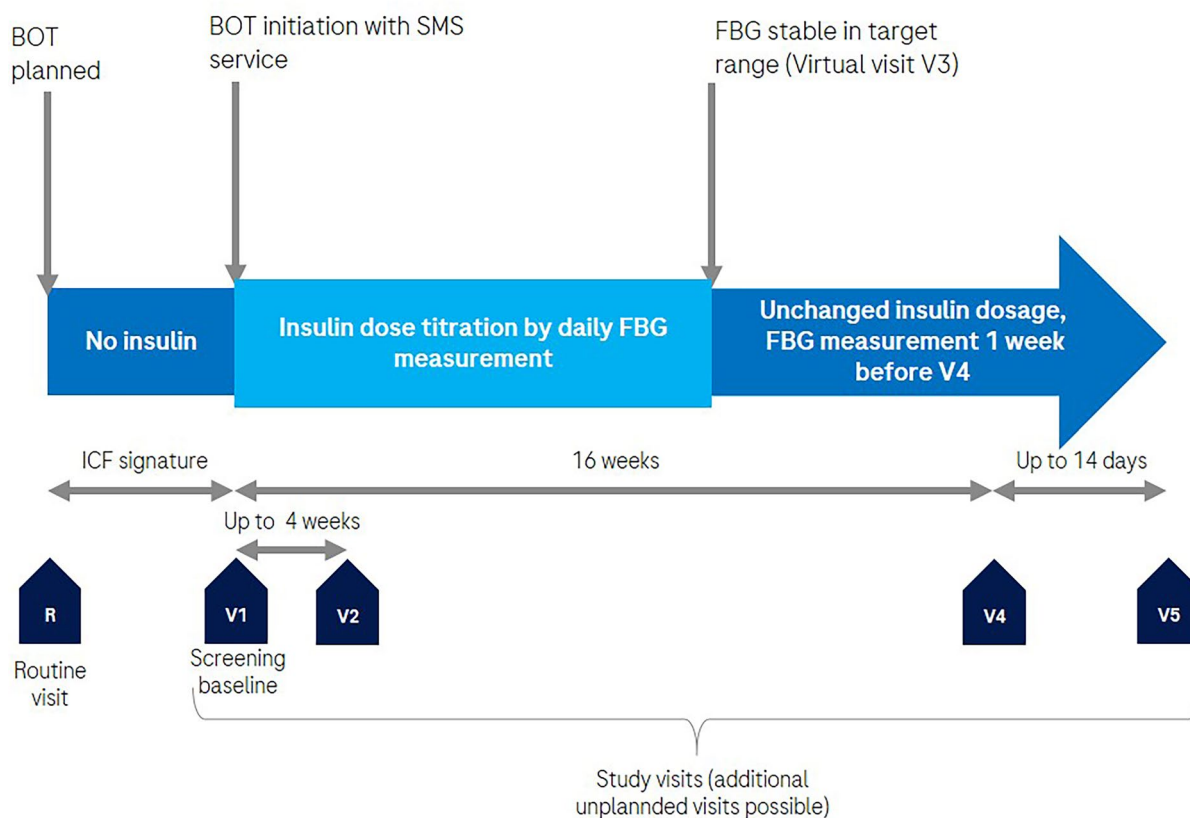 BOT
planned
BOT initiation with SMS
service
FBG stable in target
range (Virtual visit V3)
No insulin
Insulin dose titration by daily FBG
measurement
Unchanged insulin dosage,
FBG measurement 1 week
before V4
ICF signature
16 weeks
Up to 14 days
Up to 4 weeks
R
V1
V2
V4
V5
Routine
visit
Screening
baseline
Study visits (additional
unplannded visits possible)